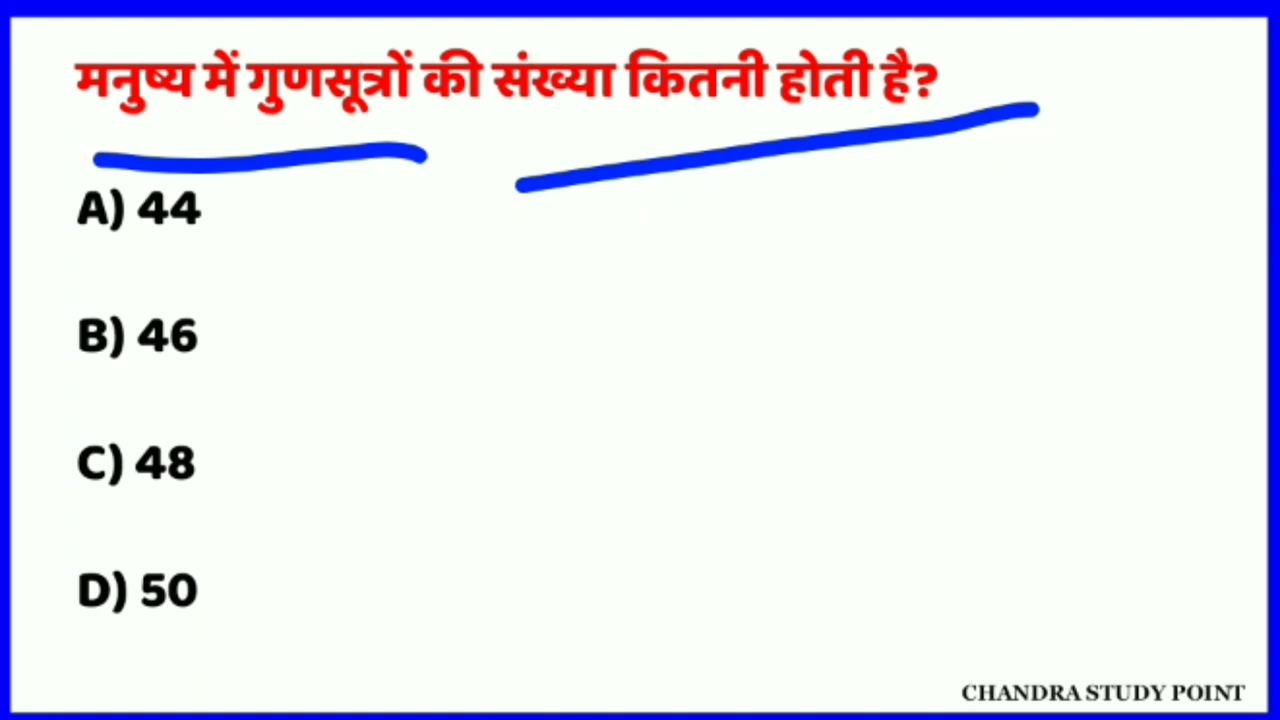 मनुष्य में गुणसूत्रों की संख्या कितनी होती है?
A) 44
B) 46
C) 48
D) 50
CHANDRA STUDY POINT